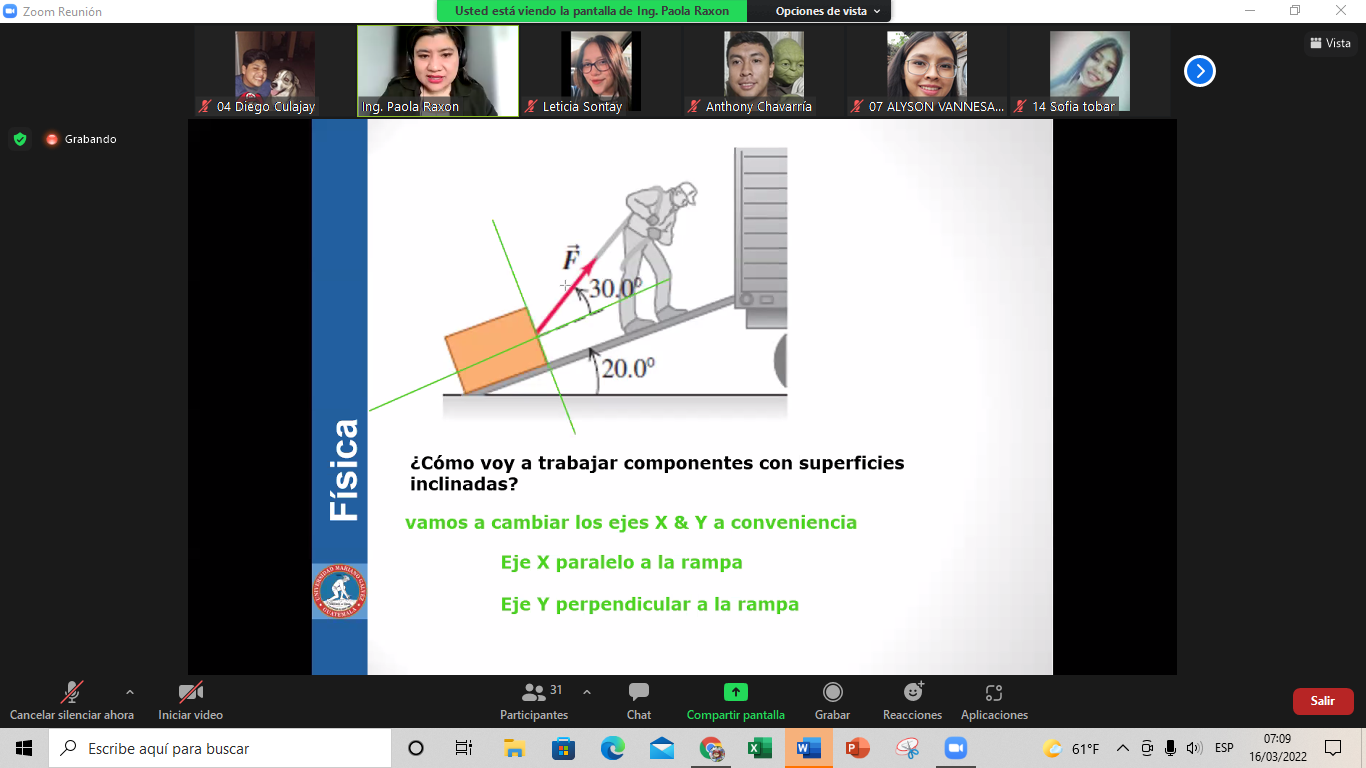 Zoom Reunión
Usted está viendo la pantalla de Ing. Paola Raxon
Opciones de vista
Vista
04 Diego Culajay
Ing. Paola Raxon
Leticia Sontay
Anthony Chavarría
07 ALYSON VANNESA...
14 Sofia tobar
Grabando
F
30.0°
20.0°
Física
¿Cómo voy a trabajar componentes con superficies
inclinadas?
vamos a cambiar los ejes X & Y a conveniencia
Eje X paralelo a la rampa
Eje Y perpendicular a la rampa
UNIVERSIDAD MARIANO GALVEZ
GUATEMALA
Cancelar silenciar ahora
Iniciar video
31
Participantes
Chat
Compartir pantalla
Grabar
Reacciones
Aplicaciones
Salir
Escribe aquí para buscar
61°F
ESP
07:09
16/03/2022